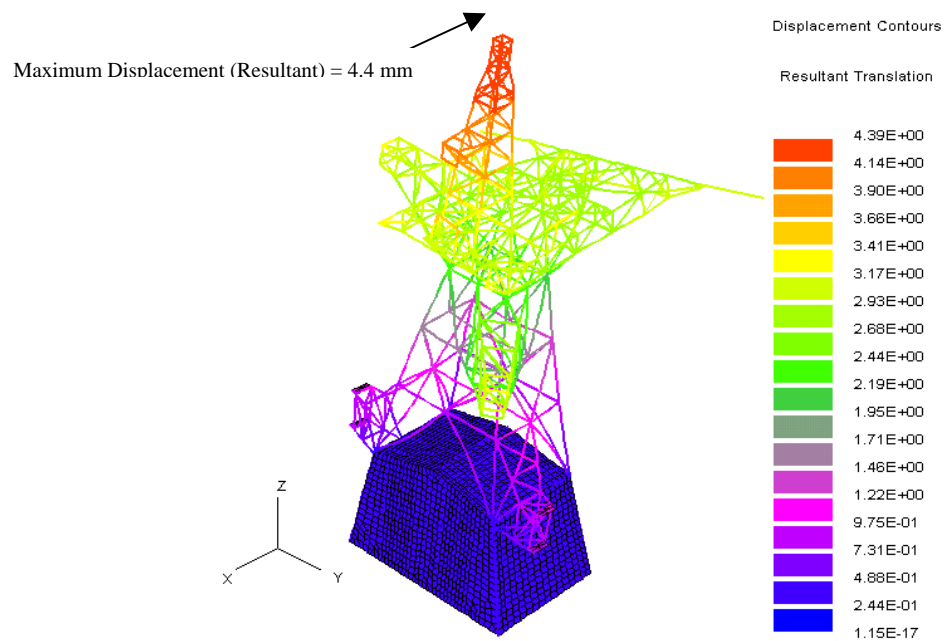 Displacement Contours
Maximum Displacement (Resultant) = 4.4 mm
Resultant Translation
4.39E+00
4.14E+00
3.90E+00
3.66E+00
3.41E+00
3.17E+00
2.93E+00
2.68E+00
2.44E+00
2.19E+00
1.95E+00
1.71E+00
1.46E+00
1.22E+00
9.75E-01
7.31E-01
4.88E-01
2.44E-01
1.15E-17
Z
X
Y